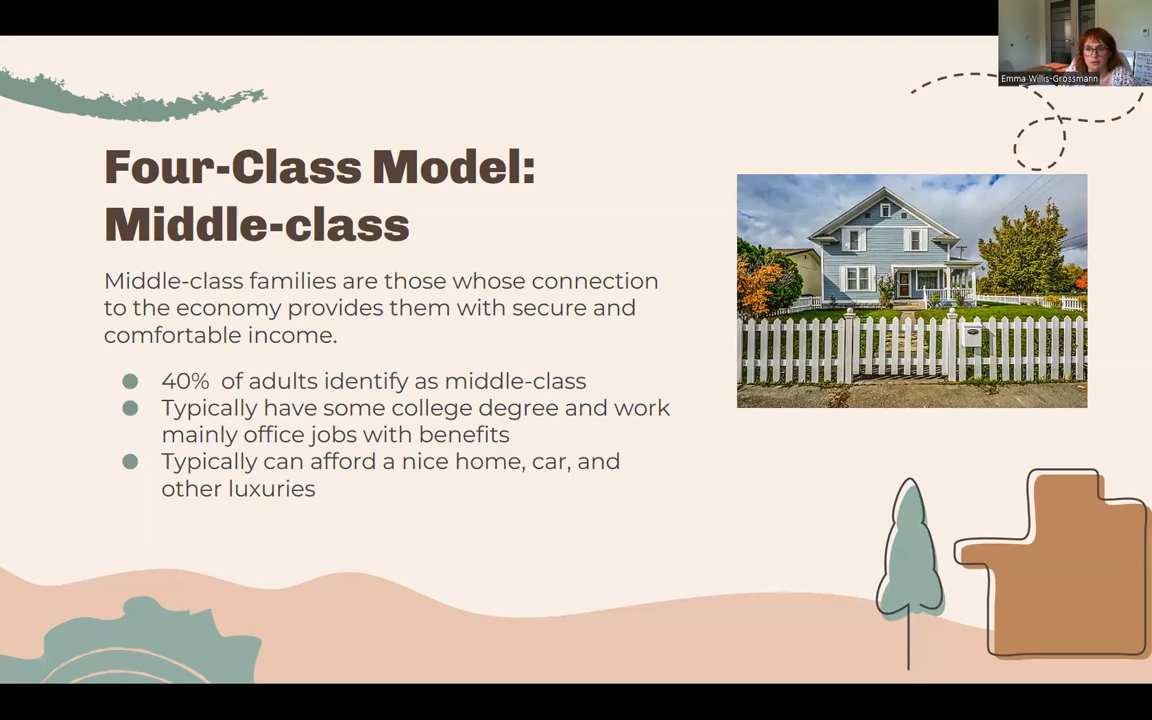 Emma Willis-Grossmann
Four-Class Model:
Middle-class
Middle-class families are those whose connection
to the economy provides them with secure and
comfortable income.
40% of adults identify as middle-class
Typically have some college degree and work
mainly office jobs with benefits
Typically can afford a nice home, car, and
other luxuries